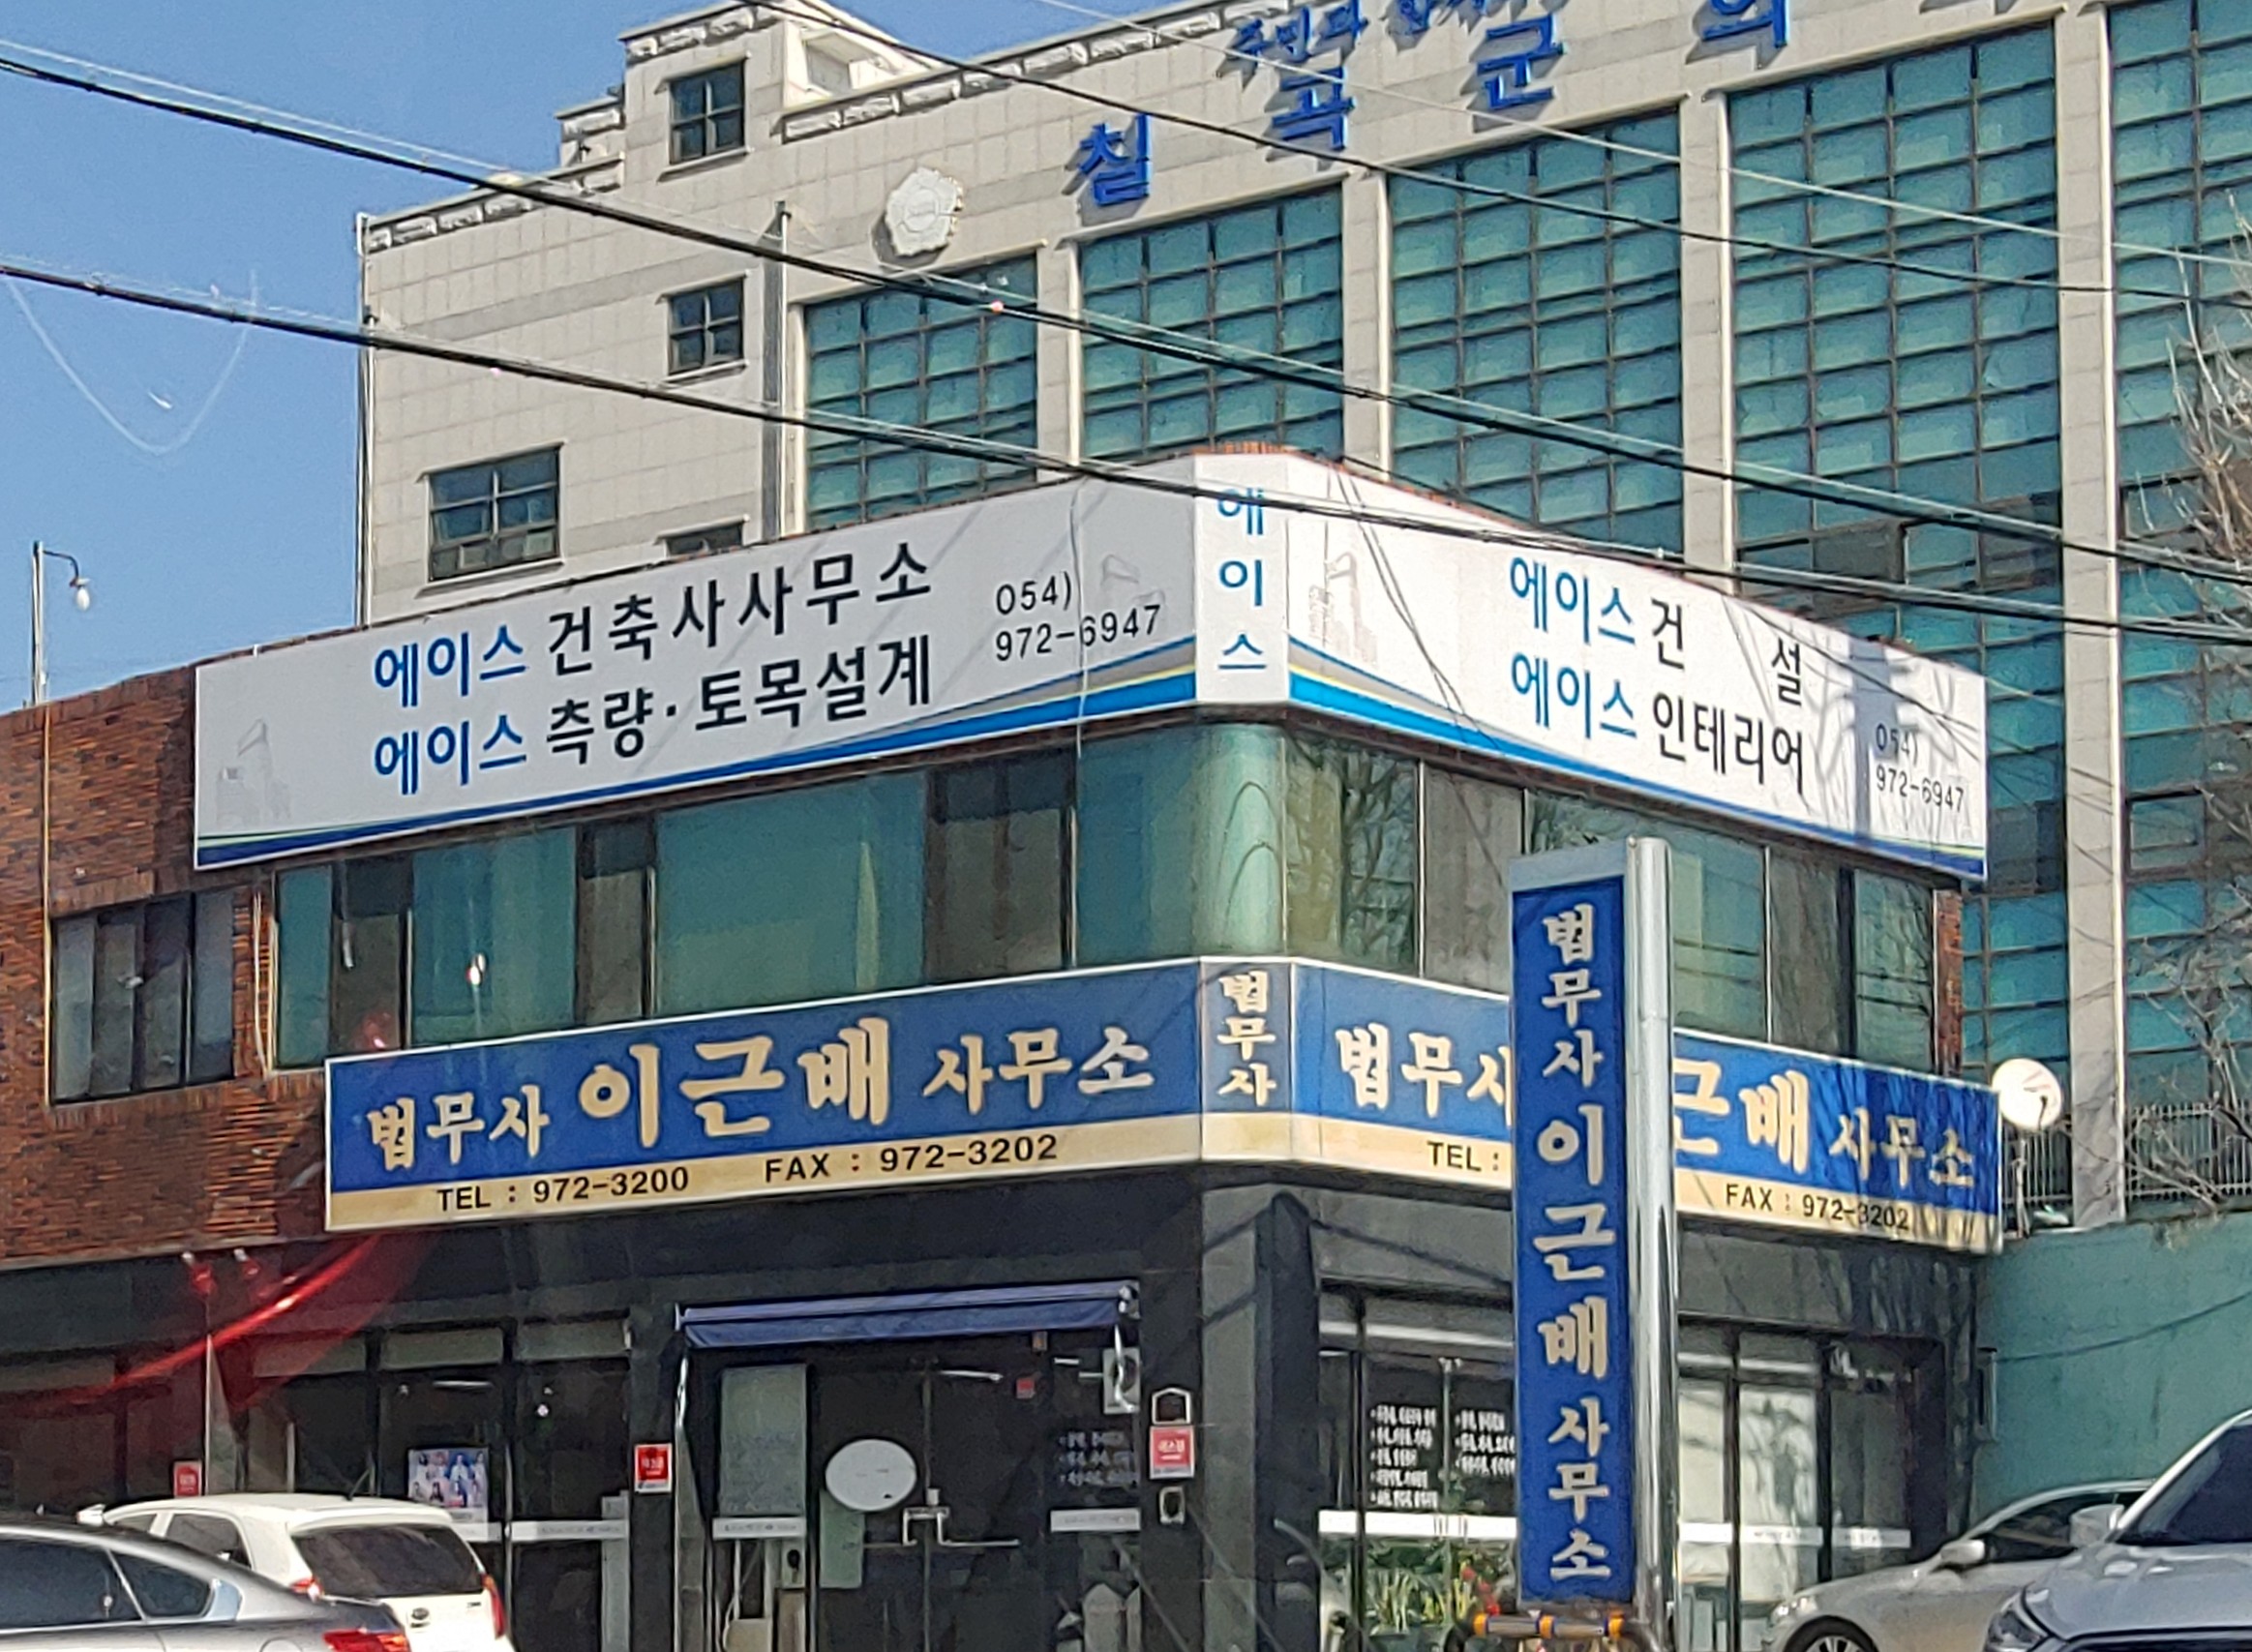 칠곡군의
에이스 건축사사무소
에이스 측량·토목설계
054)
972-6947
에이스
에이스 건 설
에이스 인테리어
054)
972-6947
법무사 이근배 사무소
TEL : 972-3200 FAX : 972-3202
법무사
법무사 근배 사무소
TEL : FAX : 972-3202
법무사 이근배 사무소